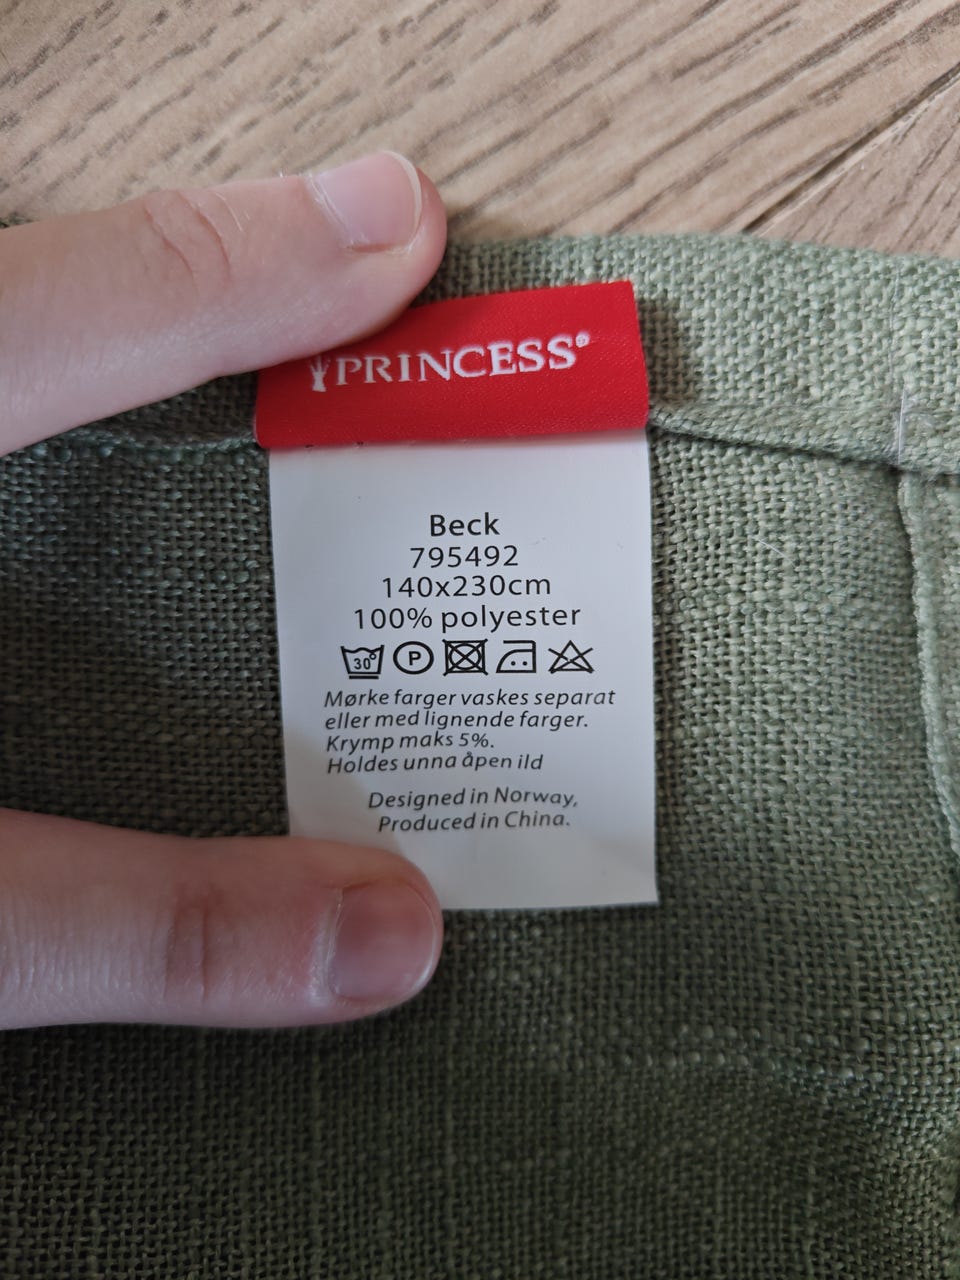 PRINCESS®
Beck
795492
140x230cm
100% polyester
30° P
Mørke farger vaskes separat
eller med lignende farger.
Krymp maks 5%.
Holdes unna åpen ild
Designed in Norway,
Produced in China.